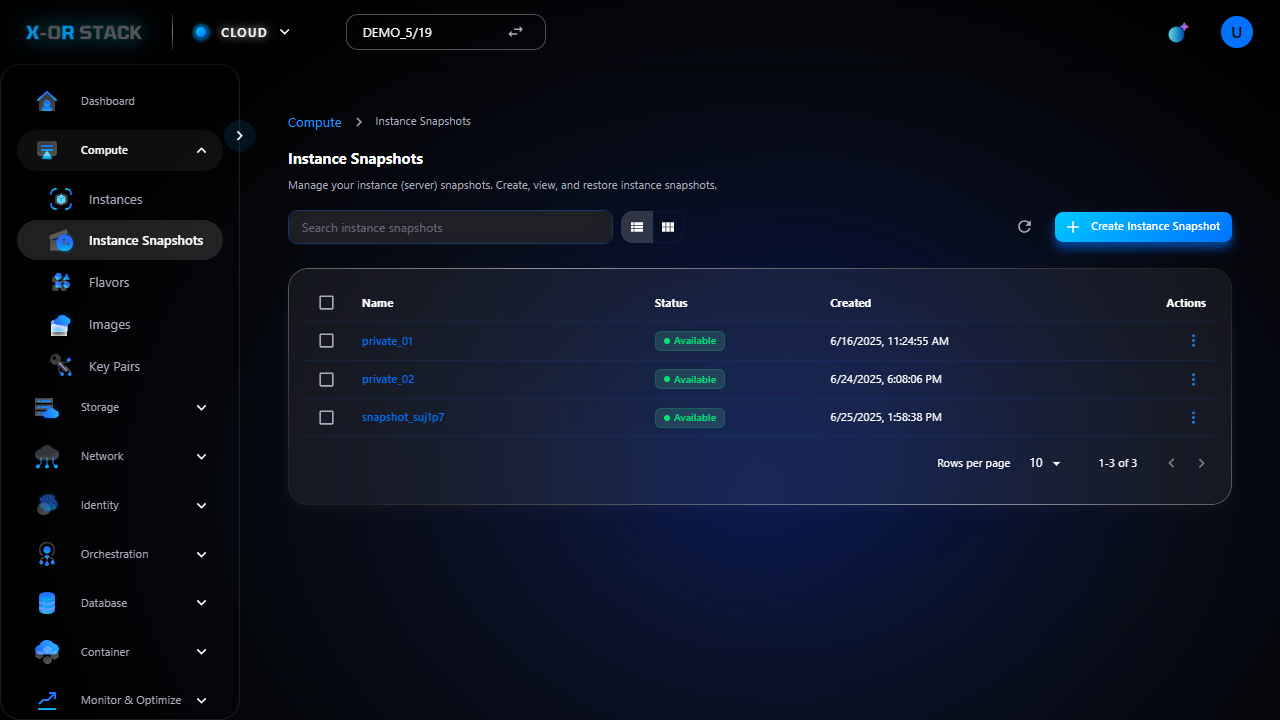 X-OR STACK
CLOUD
DEMO_5/19
U
Dashboard
Compute
Instances
Instance Snapshots
Flavors
Images
Key Pairs
Storage
Network
Identity
Orchestration
Database
Container
Monitor & Optimize
Compute > Instance Snapshots
Instance Snapshots
Manage your instance (server) snapshots. Create, view, and restore instance snapshots.
Search instance snapshots
Create Instance Snapshot
Name Status Created Actions
private_01 Available 6/16/2025, 11:24:55 AM
private_02 Available 6/24/2025, 6:08:06 PM
snapshot_suj1p7 Available 6/25/2025, 1:58:38 PM
Rows per page 10 1-3 of 3